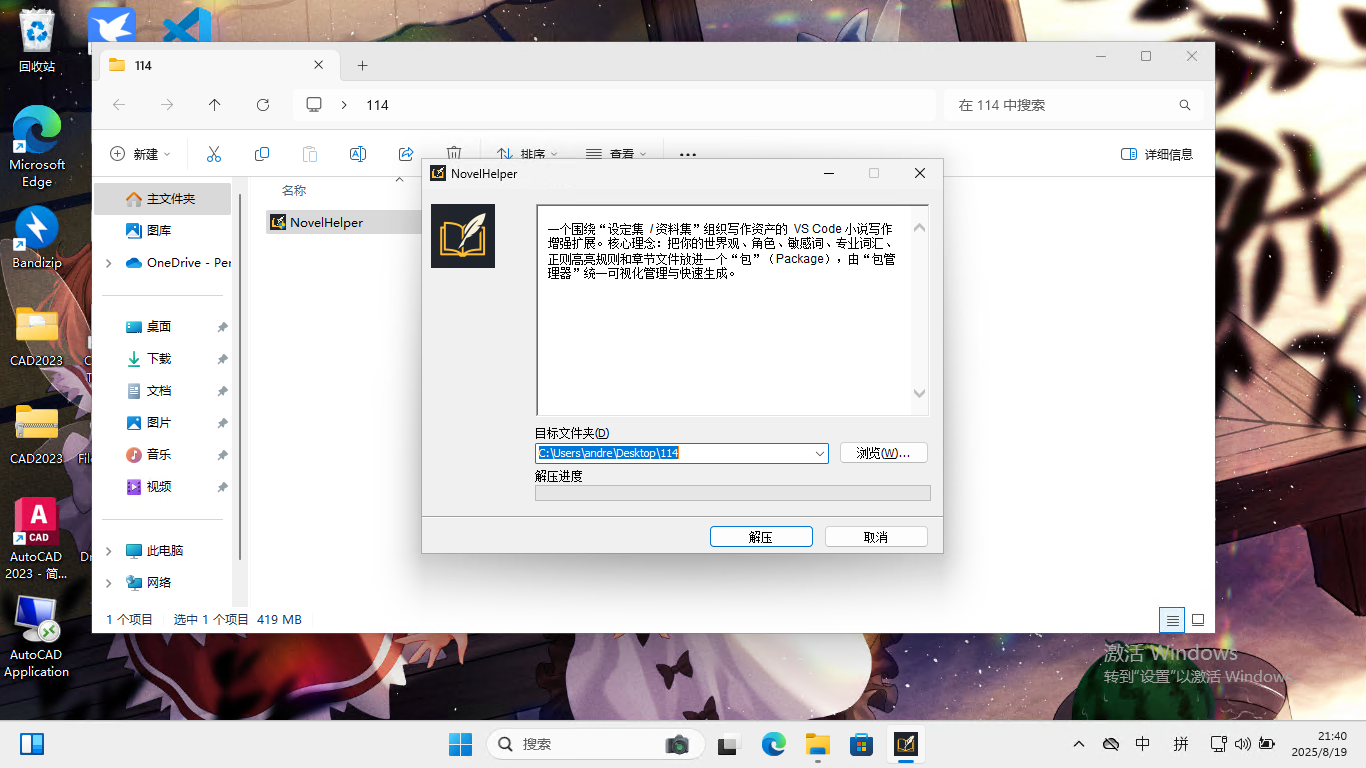 回收站
114
114
在 114 中搜索
新建
排序
查看
详细信息
Microsoft
Edge
主文件夹
名称
NovelHelper
图库
OneDrive - Per
Bandizip
NovelHelper
一个围绕“设定集 / 资料集”组织写作资产的 VS Code 小说写作
增强扩展。核心理念：把你的世界观、角色、敏感词、专业词汇、
正则高亮规则和章节文件放进一个“包”（Package），由“包管
理器”统一可视化管理与快速生成。
桌面
下载
文档
图片
音乐
视频
CAD2023
CAD2023
目标文件夹(D)
C:\Users\andre\Desktop\114
浏览(W)...
解压进度
解压
取消
A
CAD
AutoCAD
2023 - 简...
此电脑
网络
1 个项目
选中 1 个项目 419 MB
AutoCAD
Application
激活 Windows
转到“设置”以激活 Windows
搜索
中
拼
21:40
2025/8/19